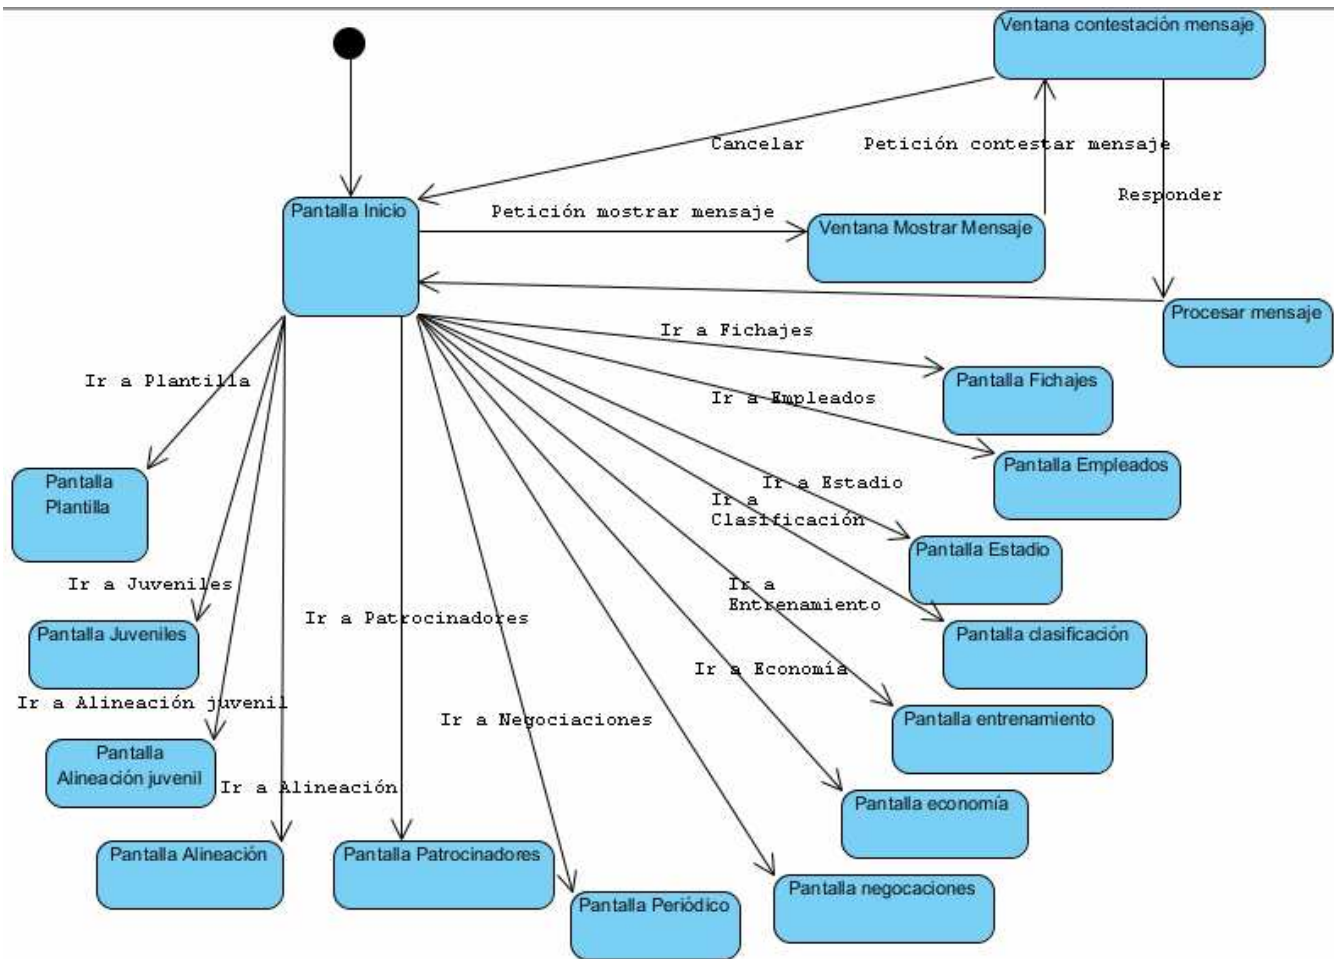 Ventana contestación mensaje
Cancelar
Petición contestar mensaje
Responder
Pantalla Inicio
Petición mostrar mensaje
Ventana Mostrar Mensaje
Procesar mensaje
Ir a Fichajes
Pantalla Fichajes
Ir a Plantilla
Ir a Empleados
Pantalla Empleados
Pantalla
Plantilla
Ir a Estadio
Ir a
Clasificación
Pantalla Estadio
Ir a Juveniles
Ir a
Entrenamiento
Ir a Patrocinadores
Pantalla Juveniles
Pantalla clasificación
Ir a Economía
Ir a Alineación juvenil
Ir a Negociaciones
Pantalla entrenamiento
Pantalla
Alineación juvenil
Ir a Alineación
Pantalla economía
Pantalla Alineación
Pantalla Patrocinadores
Pantalla negocaciones
Pantalla Periódico